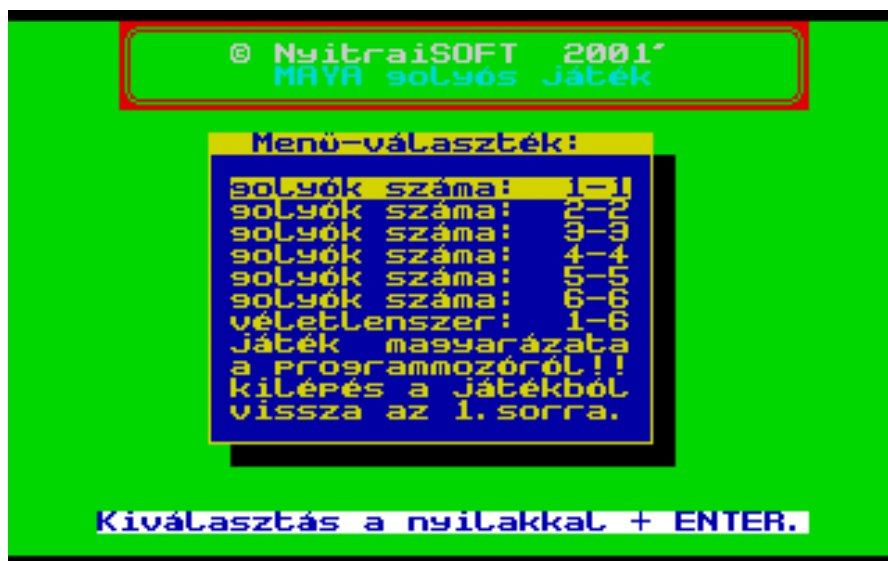 © NyitraiSOFT 2001´
MAYA golyós játék
Menü-választék:
golyók száma: 1-1
golyók száma: 2-2
golyók száma: 3-3
golyók száma: 4-4
golyók száma: 5-5
golyók száma: 6-6
véletlenszer: 1-6
játék magyarázata
a programmozóról!!
kilépés a játékból
vissza az 1.sorra.
Kiválasztás a nyilakkal + ENTER.